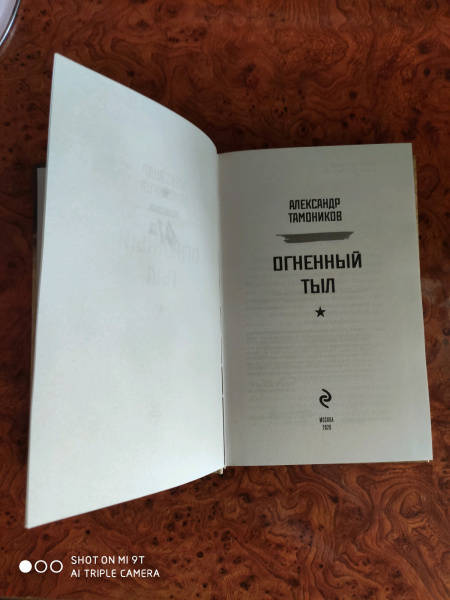 АЛЕКСАНДР
ТАМОНИКОВ
ОГНЕННЫЙ
ТЫЛ
МОСКВА
2020
SHOT ON MI 9T
AI TRIPLE CAMERA